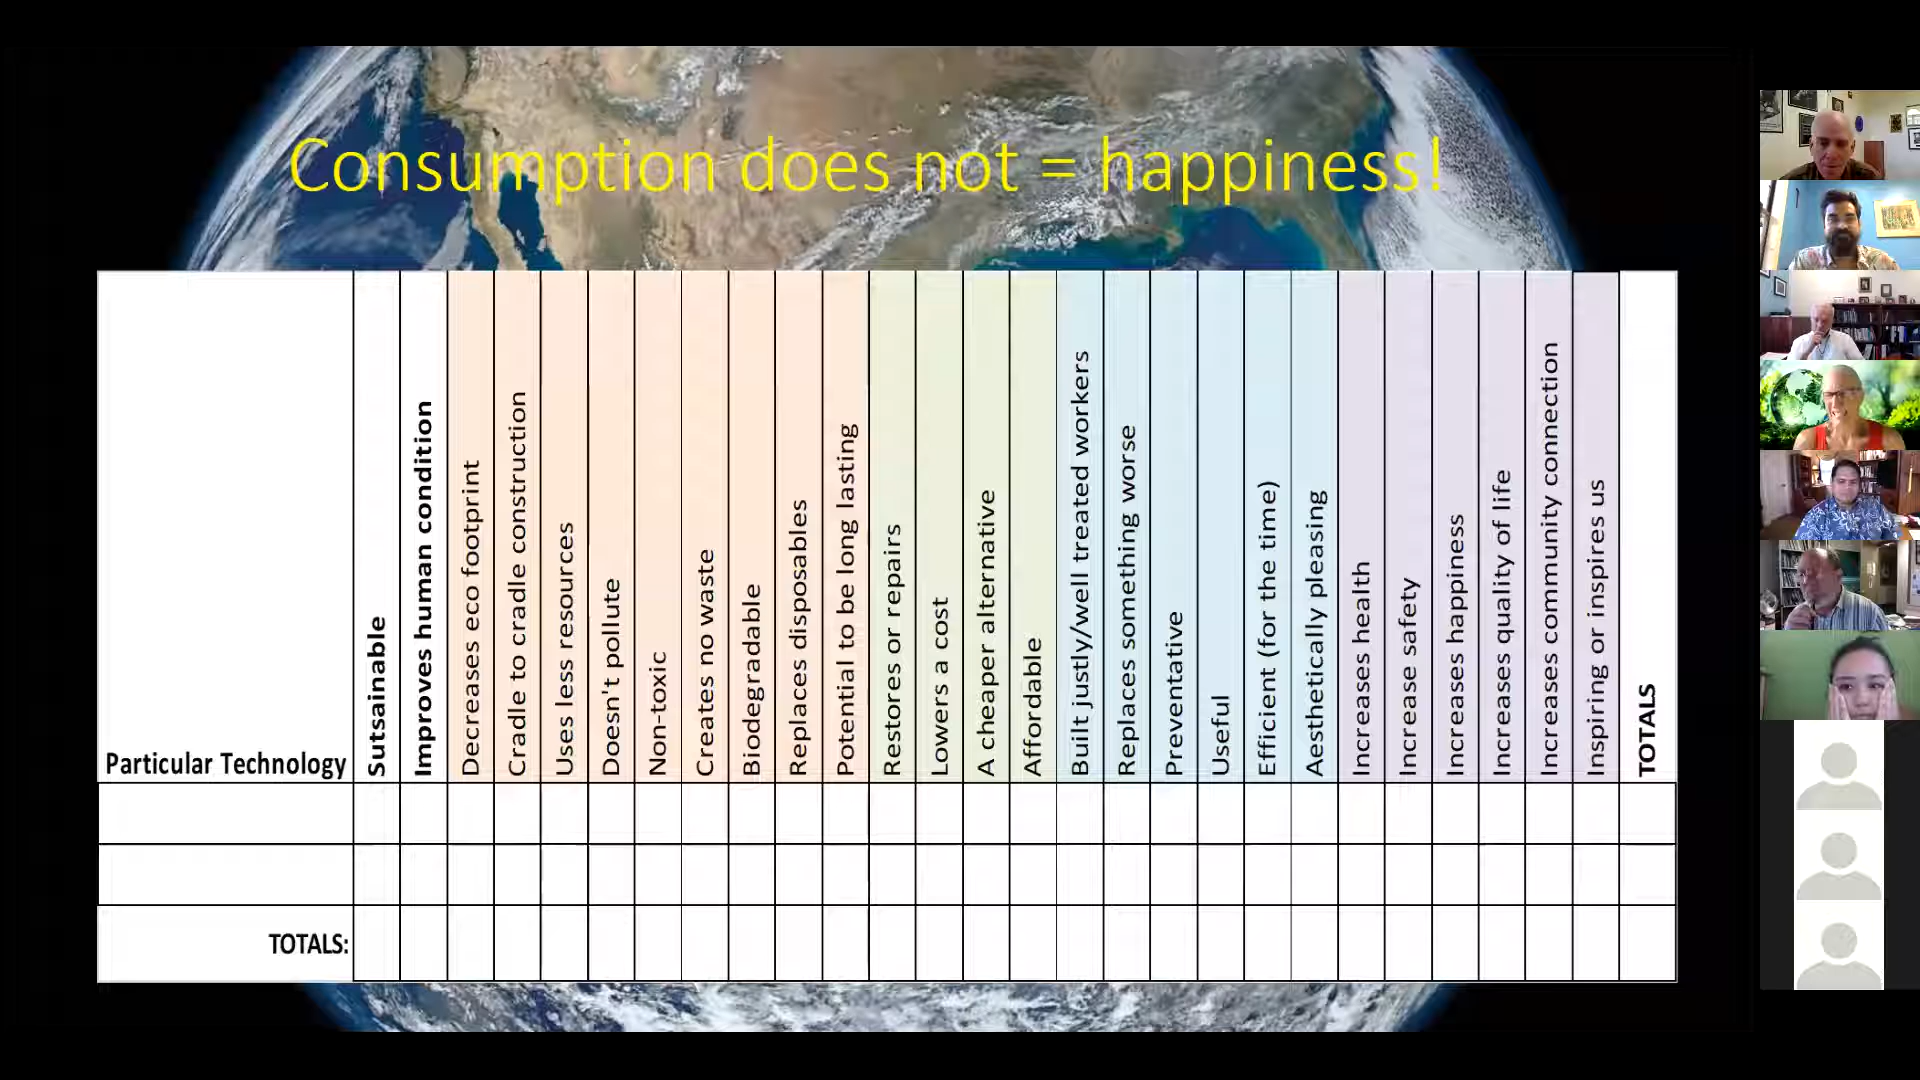 Consumption does not = happiness!
Particular Technology
Sutsainable
Improves human condition
Decreases eco footprint
Cradle to cradle construction
Uses less resources
Doesn't pollute
Non-toxic
Creates no waste
Biodegradable
Replaces disposables
Potential to be long lasting
Restores or repairs
Lowers a cost
A cheaper alternative
Affordable
Built justly/well treated workers
Replaces something worse
Preventative
Useful
Efficient (for the time)
Aesthetically pleasing
Increases health
Increase safety
Increases happiness
Increases quality of life
Increases community connection
Inspiring or inspires us
TOTALS
TOTALS: